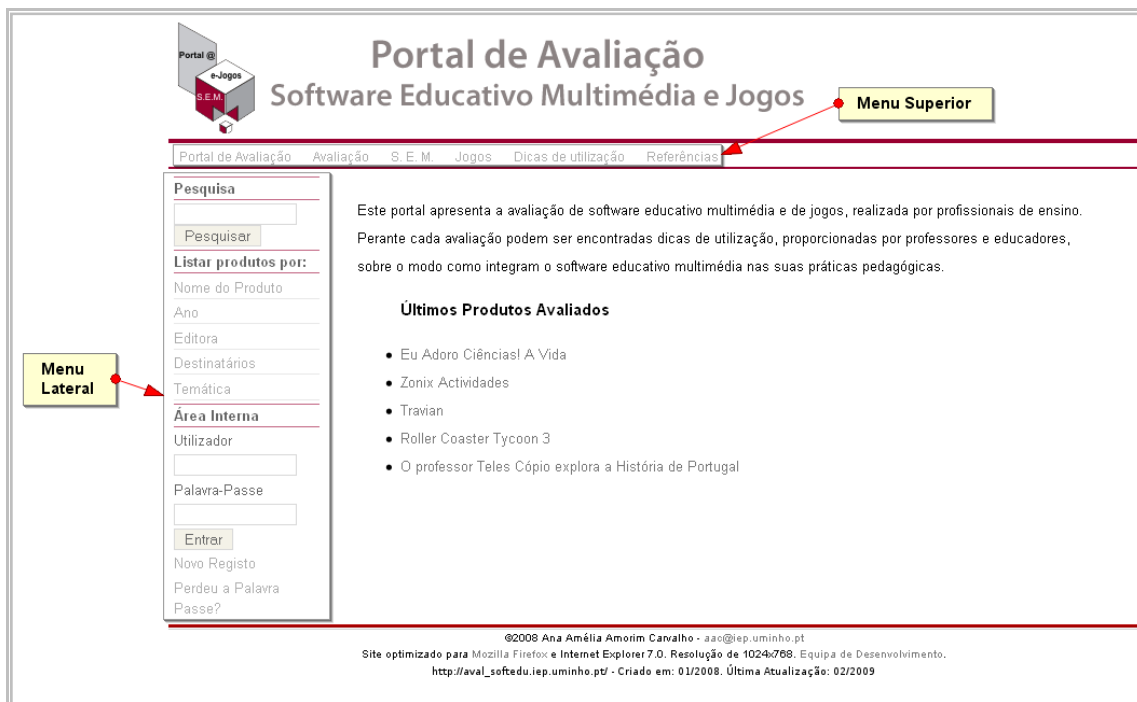 Portal @
e-Jogos
S.E.M.
Portal de Avaliação
Software Educativo Multimédia e Jogos
Menu Superior
Portal de Avaliação Avaliação S. E. M. Jogos Dicas de utilização Referências
Pesquisa
Pesquisar
Listar produtos por:
Nome do Produto
Ano
Editora
Destinatários
Temática
Menu
Lateral
Área Interna
Utilizador
Palavra-Passe
Entrar
Novo Registo
Perdeu a Palavra
Passe?
Este portal apresenta a avaliação de software educativo multimédia e de jogos, realizada por profissionais de ensino.
Perante cada avaliação podem ser encontradas dicas de utilização, proporcionadas por professores e educadores,
sobre o modo como integram o software educativo multimédia nas suas práticas pedagógicas.
Últimos Produtos Avaliados
Eu Adoro Ciências! A Vida
Zonix Actividades
Travian
Roller Coaster Tycoon 3
O professor Teles Cópio explora a História de Portugal
©2008 Ana Amélia Amorim Carvalho - aac@iep.uminho.pt
Site optimizado para Mozilla Firefox e Internet Explorer 7.0. Resolução de 1024x768. Equipa de Desenvolvimento.
http://aval_softedu.iep.uminho.pt/ - Criado em: 01/2008. Última Atualização: 02/2009